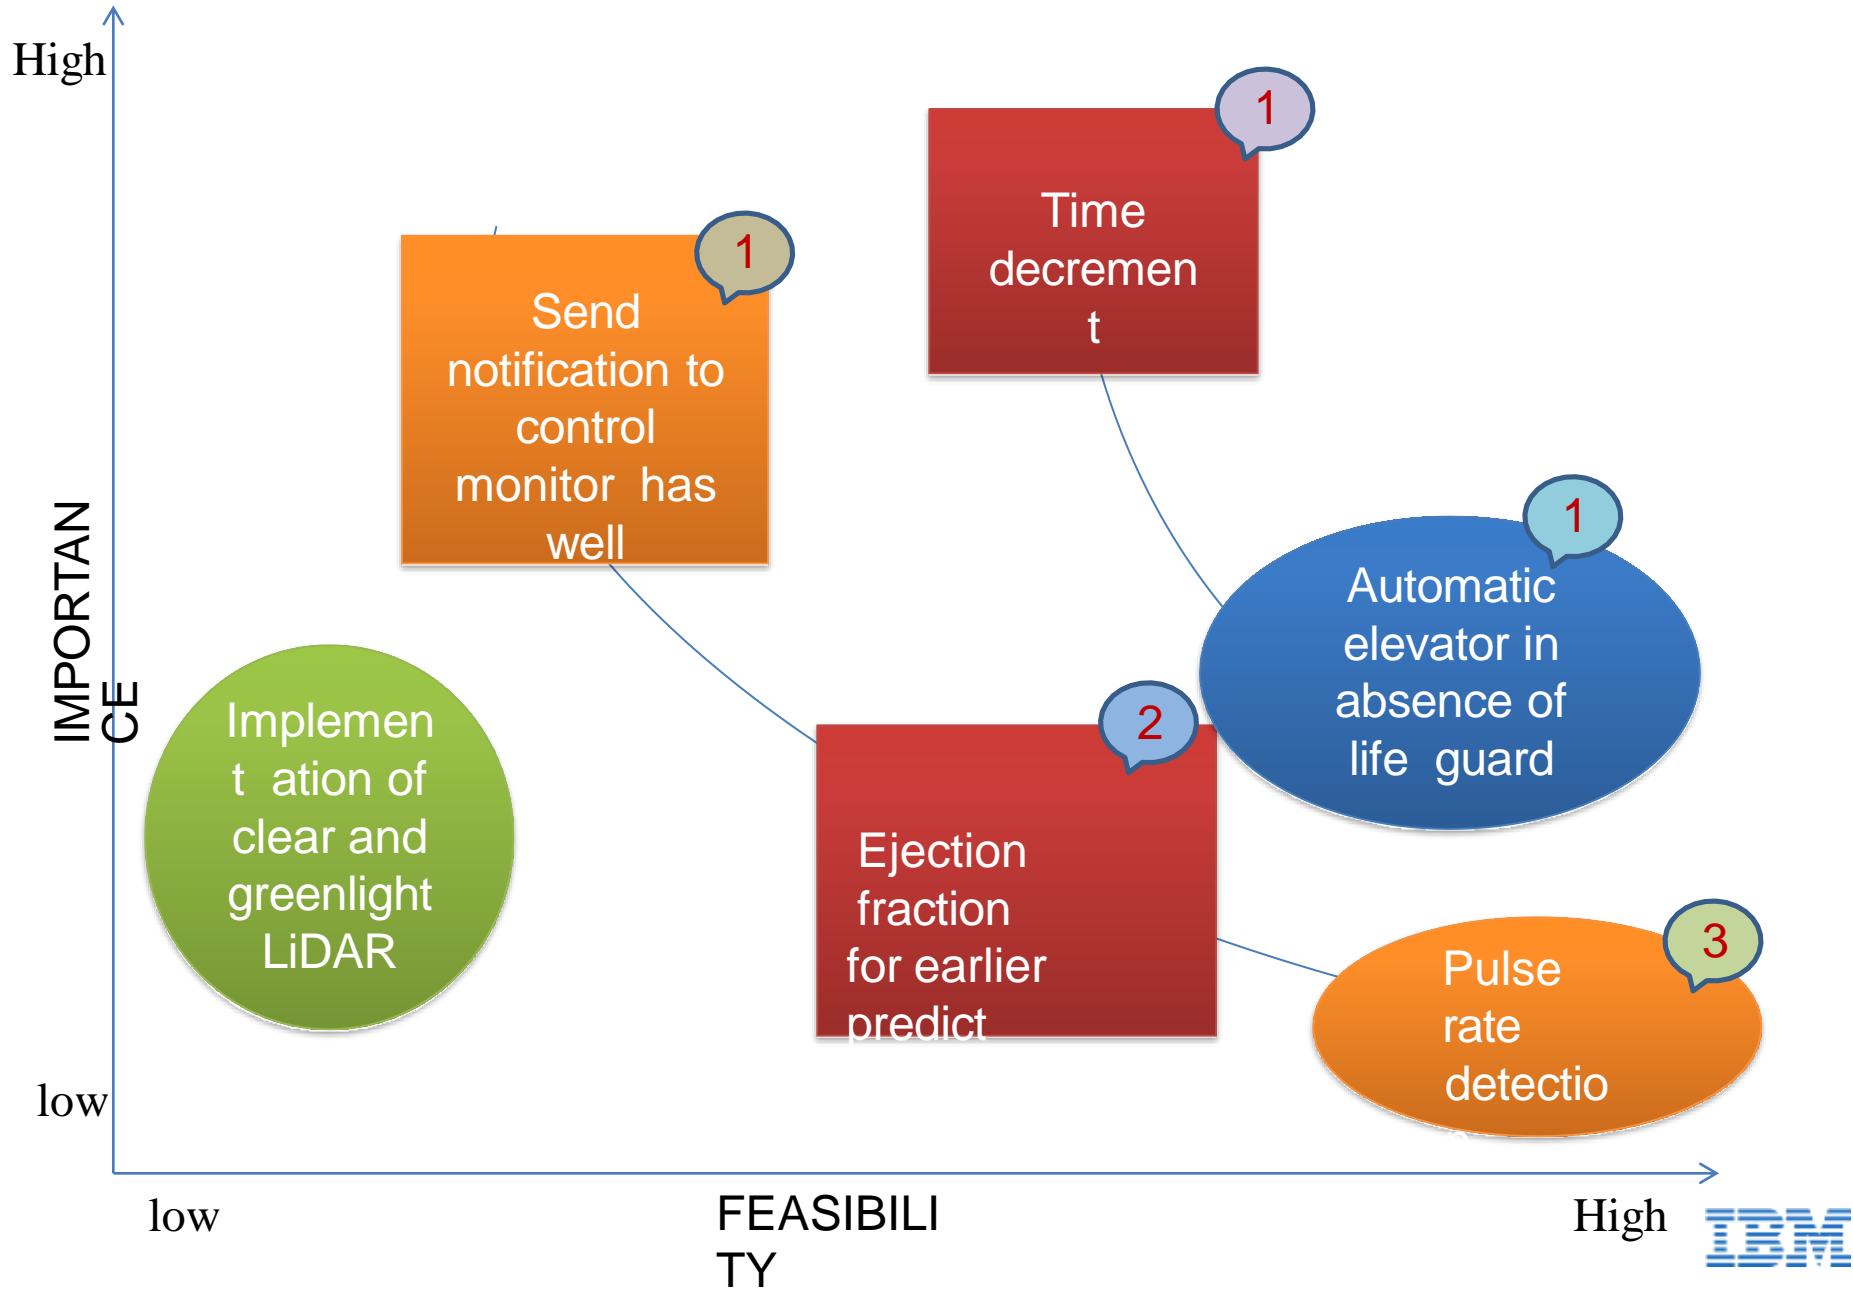 High
1
Time
decremen
t
1
Send
notification to
control
monitor has
well
1
Automatic
elevator in
absence of
life guard
IMPORTAN
CE
Implemen
t ation of
clear and
greenlight
LiDAR
2
Ejection
fraction
for earlier
predict
3
Pulse
rate
detectio
n
low
low
FEASIBILI
TY
High
IBM